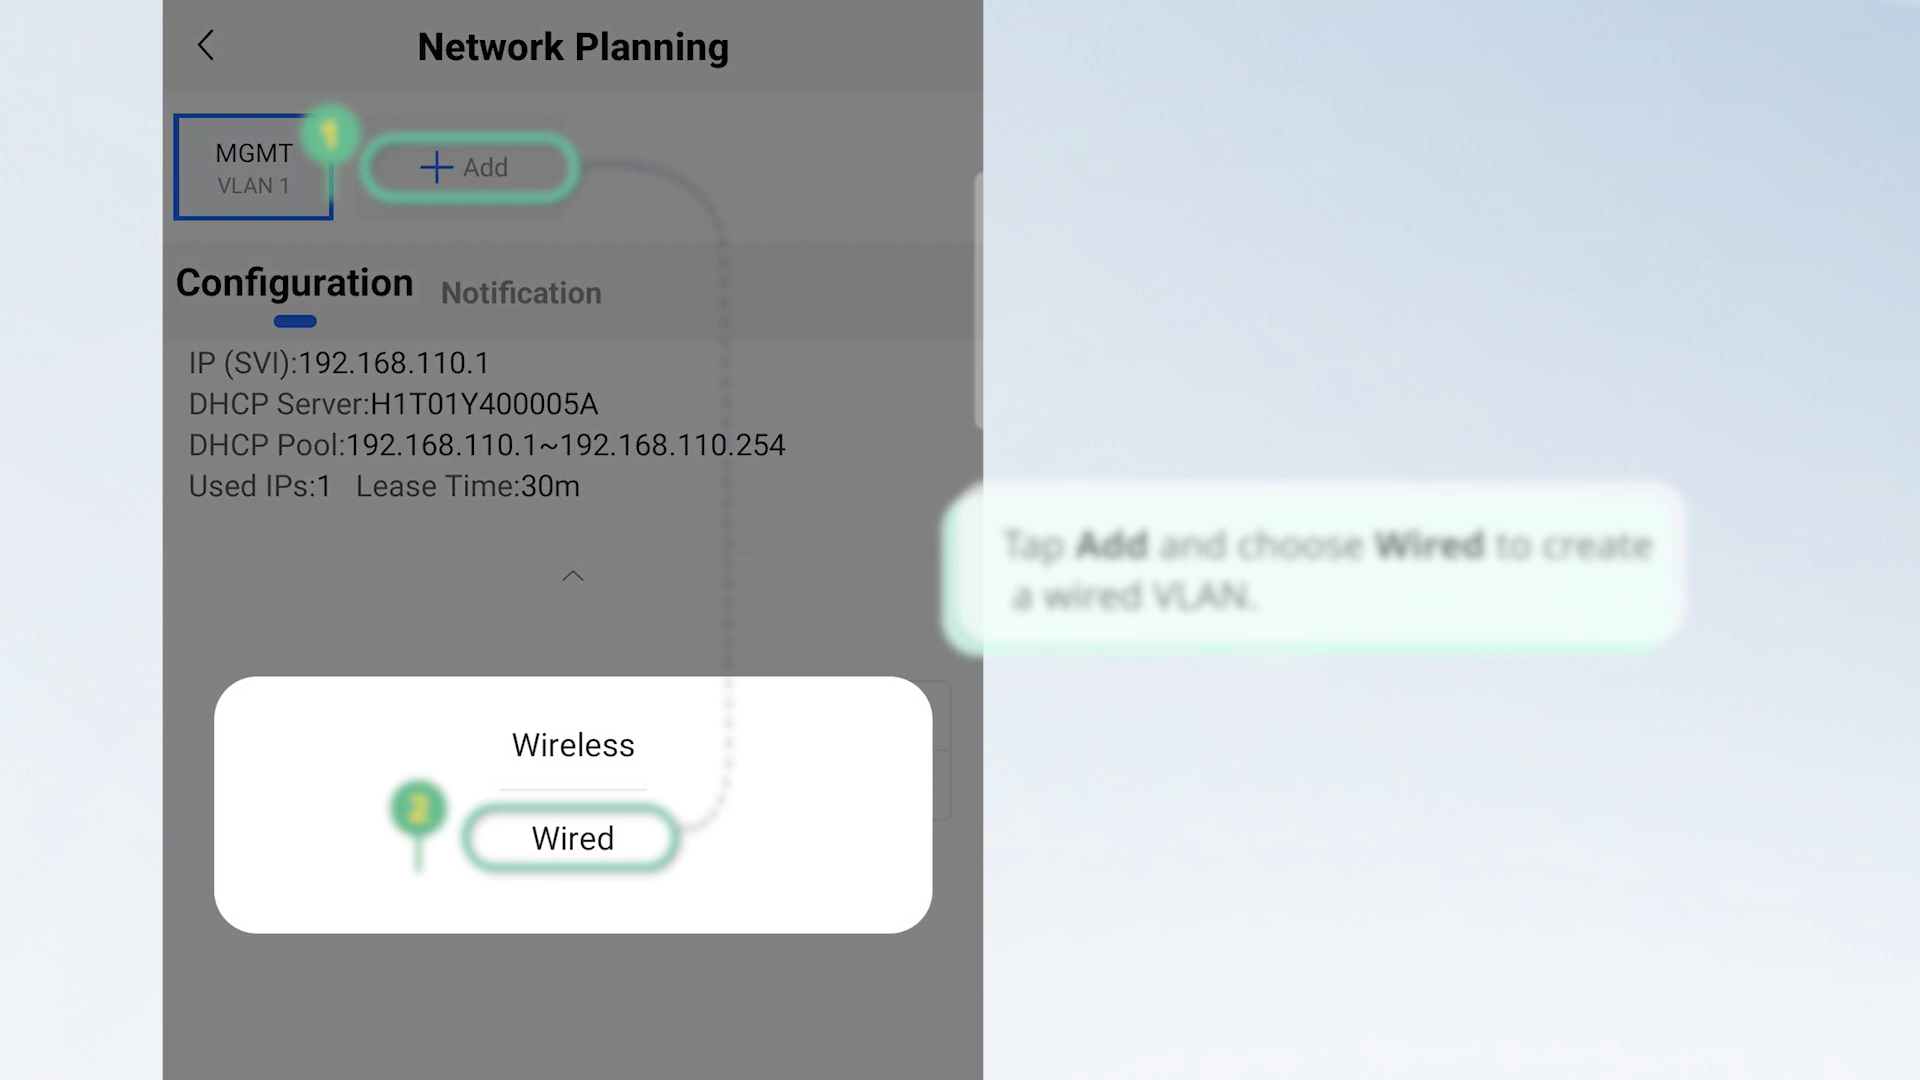 Network Planning
MGMT
VLAN 1
1
Add
Configuration
Notification
IP (SVI):192.168.110.1
DHCP Server:H1T01Y400005A
DHCP Pool:192.168.110.1~192.168.110.254
Used IPs:1 Lease Time:30m
Tap Add and choose Wired to create
a wired VLAN.
Wireless
2
Wired